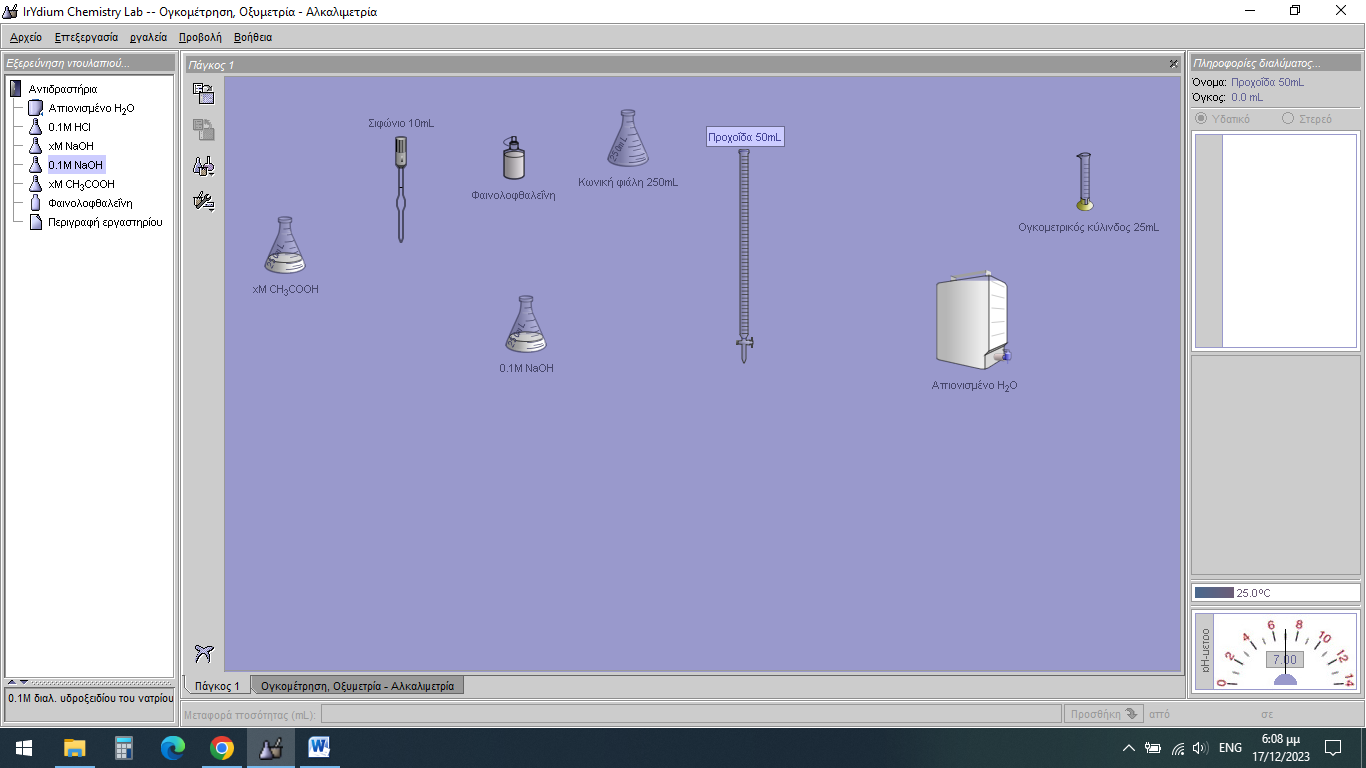 IrYdium Chemistry Lab -- Ογκομέτρηση, Οξυμετρία - Αλκαλιμετρία
Αρχείο Επεξεργασία ργαλεία Προβολή Βοήθεια
Εξερεύνηση ντουλαπιού...
Αντιδραστήρια
Απιονισμένο H2O
0.1M HCl
xM NaOH
0.1M NaOH
xM CH3COOH
Φαινολοφθαλεΐνη
Περιγραφή εργαστηρίου
0.1M διαλ. υδροξειδίου του νατρίου
Πάγκος 1
Σιφώνιο 10mL
Φαινολοφθαλεΐνη
Κωνική φιάλη 250mL
Προχοΐδα 50mL
Ογκομετρικός κύλινδος 25mL
xM CH3COOH
0.1M NaOH
Απιονισμένο H2O
Πάγκος 1
Ογκομέτρηση, Οξυμετρία - Αλκαλιμετρία
Μεταφορά ποσότητας (mL):
Προσθήκη
από
σε
Πληροφορίες διαλύματος...
Όνομα: Προχοΐδα 50mL
Όγκος: 0.0 mL
Υδατικό
Στερεό
25.0ºC
pH-μετρο
0 2 4 6 8 10 12 14
7.00
ENG
6:08 μμ
17/12/2023